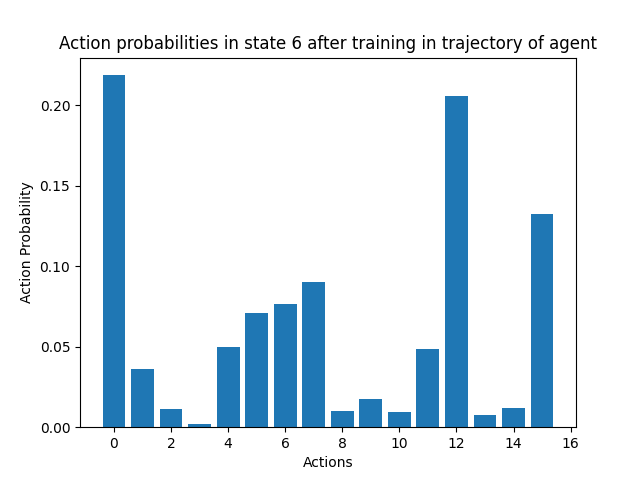 Action probabilities in state 6 after training in trajectory of agent
0.20
0.15
0.10
0.05
0.00
Action Probability
0 2 4 6 8 10 12 14 16
Actions